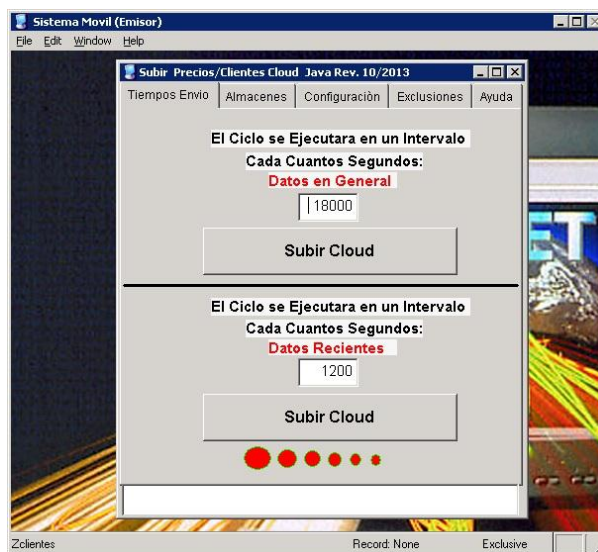 Sistema Movil (Emisor)
File Edit Window Help
Subir Precios/Clientes Cloud Java Rev. 10/2013
Tiempos Envio Almacenes Configuraciòn Exclusiones Ayuda
El Ciclo se Ejecutara en un Intervalo
Cada Cuantos Segundos:
Datos en General
18000
Subir Cloud
El Ciclo se Ejecutara en un Intervalo
Cada Cuantos Segundos:
Datos Recientes
1200
Subir Cloud
ET
Zclientes Record: None Exclusive